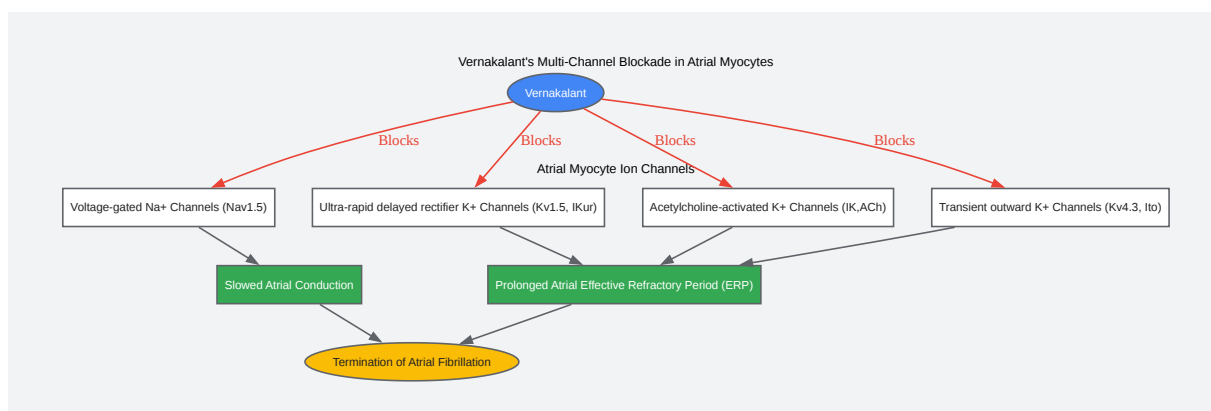 Vernakalant's Multi-Channel Blockade in Atrial Myocytes
Vernakalant
Blocks
Blocks
Blocks
Blocks
Atrial Myocyte Ion Channels
Voltage-gated Na+ Channels (Nav1.5)
Ultra-rapid delayed rectifier K+ Channels (Kv1.5, IKur)
Acetylcholine-activated K+ Channels (IK,ACh)
Transient outward K+ Channels (Kv4.3, Ito)
Slowed Atrial Conduction
Prolonged Atrial Effective Refractory Period (ERP)
Termination of Atrial Fibrillation